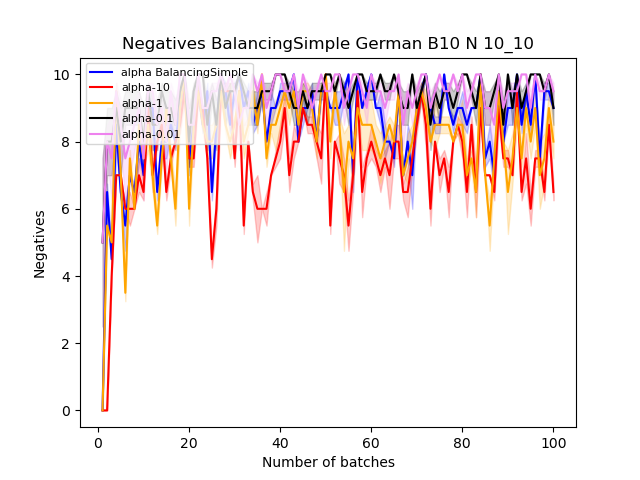 Negatives BalancingSimple German B10 N 10_10
alpha BalancingSimple
alpha-10
alpha-1
alpha-0.1
alpha-0.01
Negatives
10
8
6
4
2
0
0 20 40 60 80 100
Number of batches